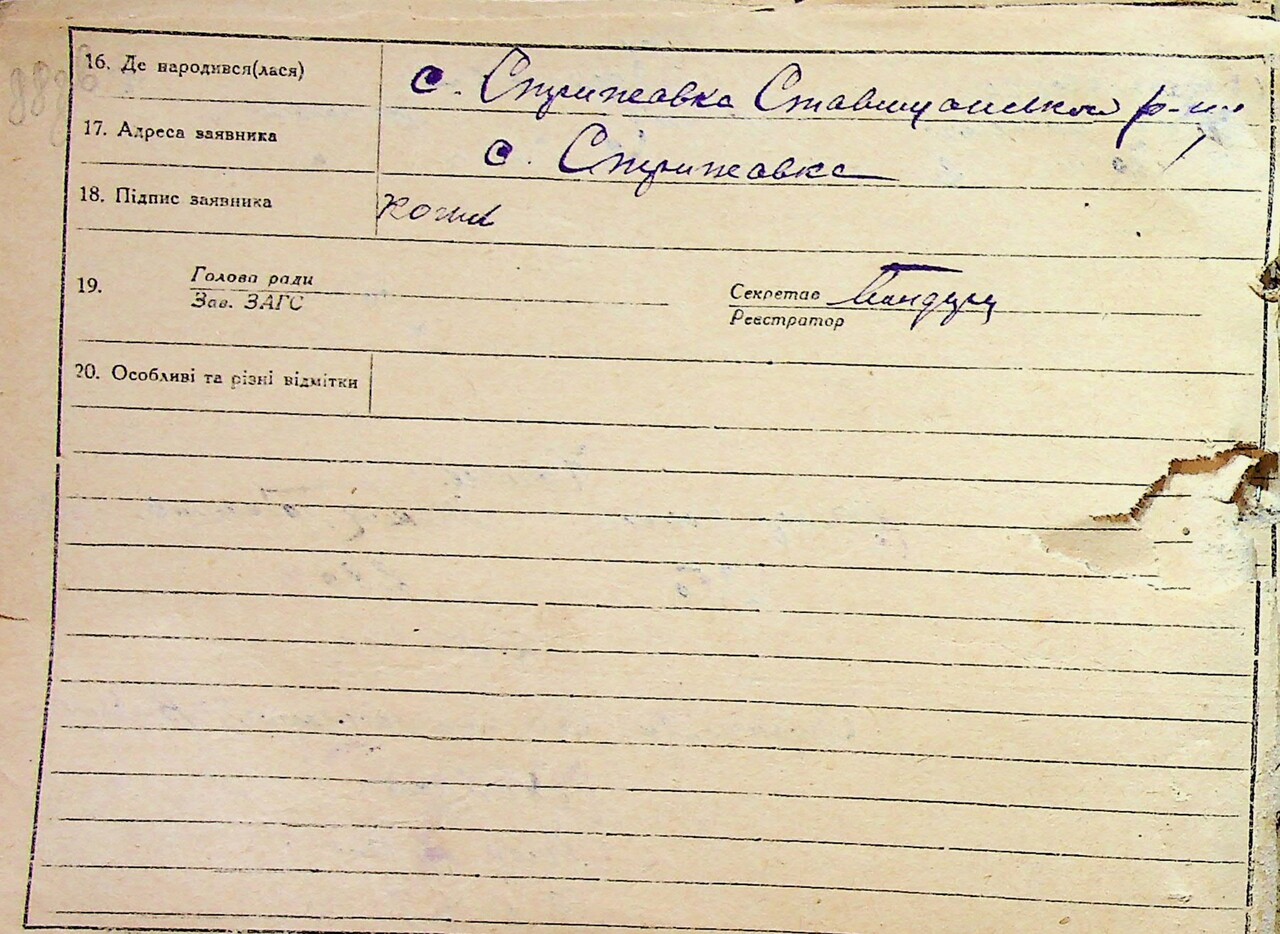 16. Де народився(лася) с. Стрижавка Ставищанськой р-ну
17. Адреса заявника с. Стрижавка
18. Підпис заявника
19. Голова ради
Зав. ЗАГС
Секретар
Реєстратор
20. Особливі та різні відмітки